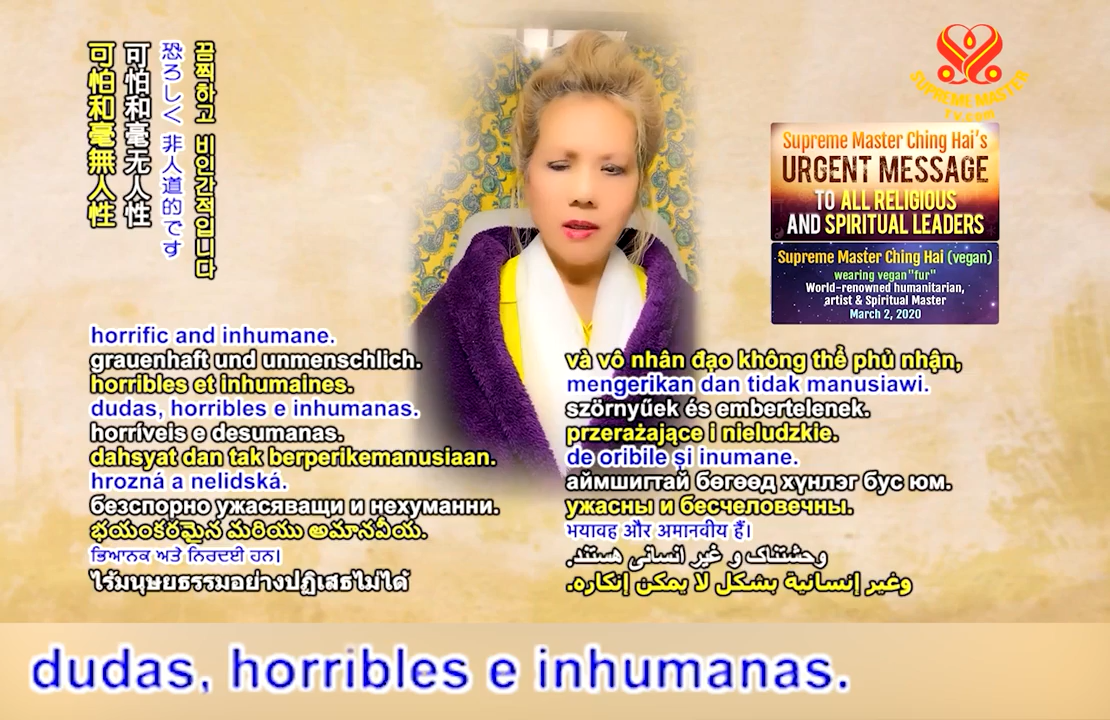 可怕和毫無人性
可怕和毫无人性
恐ろしく 非人道的です
끔찍하고 비인간적입니다
SUPREME MASTER
TV.COM
Supreme Master Ching Hai's
URGENT MESSAGE
TO ALL RELIGIOUS
AND SPIRITUAL LEADERS
Supreme Master Ching Hai (vegan)
wearing vegan "fur"
World-renowned humanitarian,
artist & Spiritual Master
March 2, 2020
horrific and inhumane.
grauenhaft und unmenschlich.
horribles et inhumaines.
dudas, horribles e inhumanas.
horríveis e desumanas.
dahsyat dan tak berperikemanusiaan.
hrozná a nelidská.
безспорно ужасяващи и нехуманни.
భయంకరమైన మరియు అమానవీయ.
ਭਿਆਨਕ ਅਤੇ ਨਿਰਦਈ ਹਨ।
ไร้มนุษยธรรมอย่างปฏิเสธไม่ได้
và vô nhân đạo không thể phủ nhận,
mengerikan dan tidak manusiawi.
szörnyűek és embertelenek.
przerażające i nieludzkie.
de oribile și inumane.
аймшигтай бөгөөд хүнлэг бус юм.
ужасны и бесчеловечны.
भयावह और अमानवीय हैं।
وحشتناک و غیر انسانی هستند.
وغير إنسانية بشكل لا يمكن إنكاره.
dudas, horribles e inhumanas.